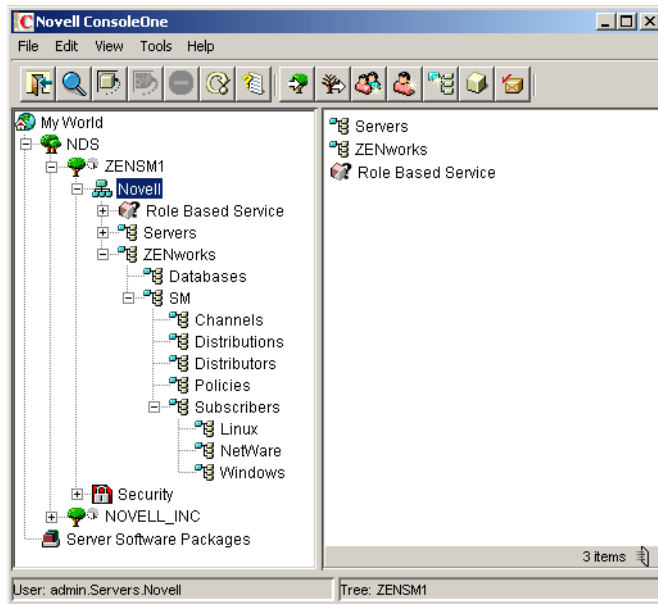 Novell ConsoleOne
File Edit View Tools Help
My World
NDS
ZENSM1
Novell
Role Based Service
Servers
ZENworks
Databases
SM
Channels
Distributions
Distributors
Policies
Subscribers
Linux
NetWare
Windows
Security
NOVELL_INC
Server Software Packages
Servers
ZENworks
Role Based Service
3 items
User: admin.Servers.Novell
Tree: ZENSM1